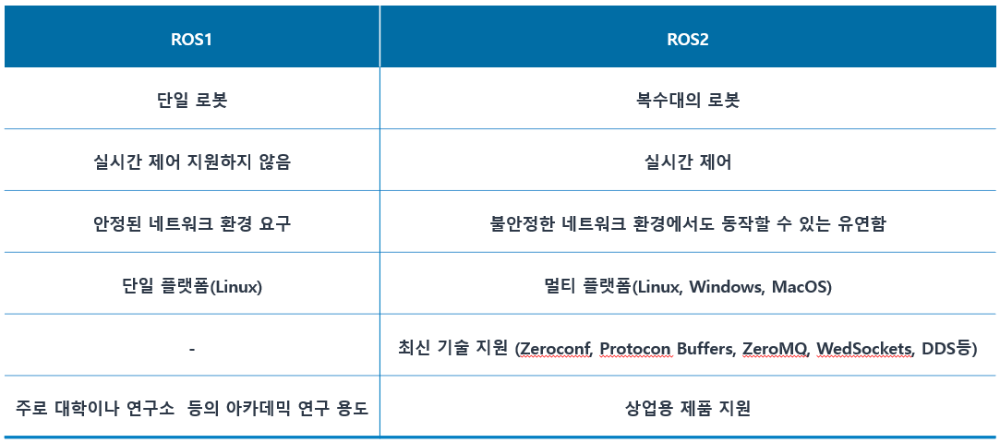 ROS1 ROS2
단일 로봇 복수대의 로봇
실시간 제어 지원하지 않음 실시간 제어
안정된 네트워크 환경 요구 불안정한 네트워크 환경에서도 동작할 수 있는 유연함
단일 플랫폼(Linux) 멀티 플랫폼(Linux, Windows, MacOS)
- 최신 기술 지원 (Zeroconf, Protocon Buffers, ZeroMQ, WedSockets, DDS등)
주로 대학이나 연구소 등의 아카데믹 연구 용도 상업용 제품 지원